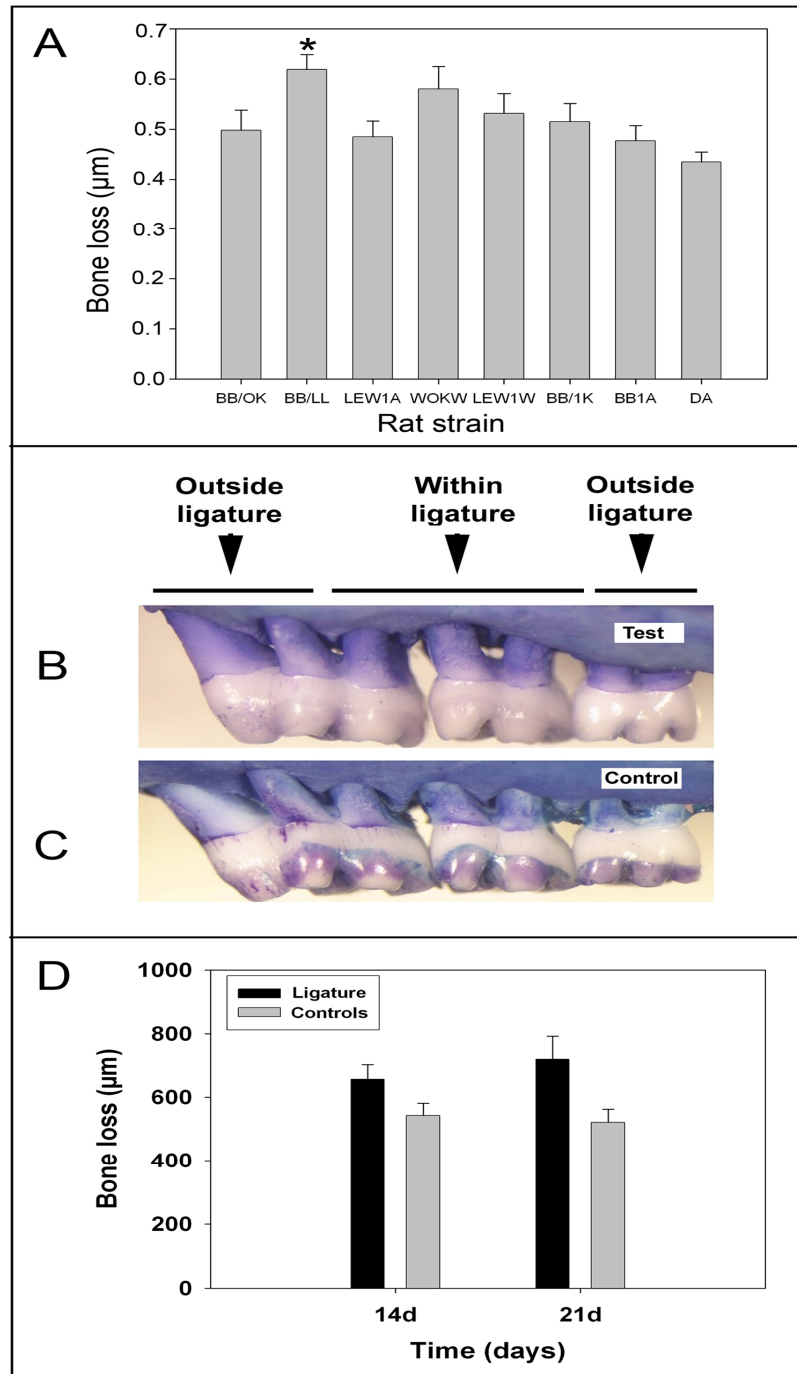 A
*
Bone loss (µm)
0.7
0.6
0.5
0.4
0.3
0.2
0.1
0.0
BB/OK BB/LL LEW1A WOKW LEW1W BB/1K BB1A DA
Rat strain
Outside ligature
Within ligature
Outside ligature
B
Test
C
Control
D
Bone loss (µm)
1000
800
600
400
200
0
Ligature
Controls
14d 21d
Time (days)